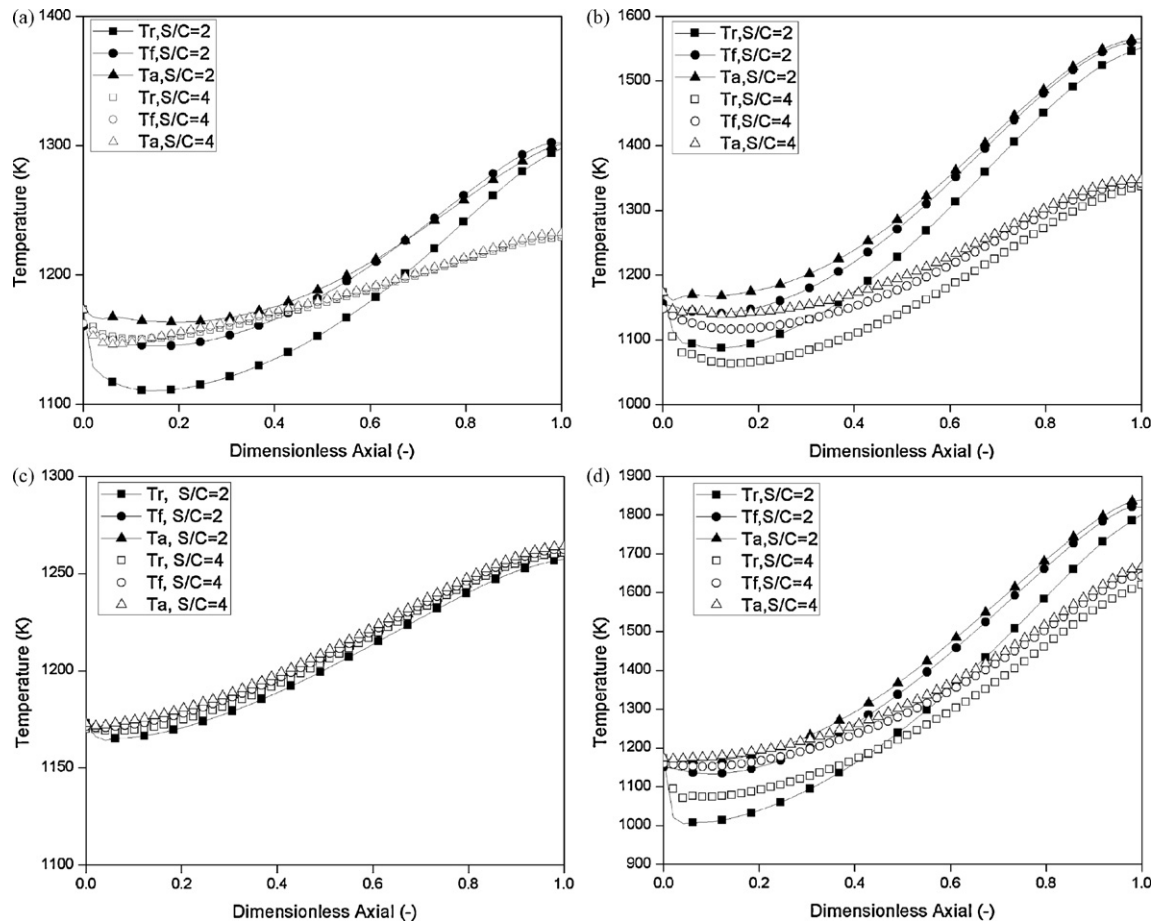 (a)
1400
1300
1200
1100
Temperature (K)
Tr,S/C=2
Tf,S/C=2
Ta,S/C=2
Tr,S/C=4
Tf,S/C=4
Ta,S/C=4
0.0 0.2 0.4 0.6 0.8 1.0
Dimensionless Axial (-)
(b)
1600
1500
1400
1300
1200
1100
1000
Temperature (K)
Tr,S/C=2
Tf,S/C=2
Ta,S/C=2
Tr,S/C=4
Tf,S/C=4
Ta,S/C=4
0.0 0.2 0.4 0.6 0.8 1.0
Dimensionless Axial (-)
(c)
1300
1250
1200
1150
1100
Temperature (K)
Tr, S/C=2
Tf, S/C=2
Ta, S/C=2
Tr, S/C=4
Tf, S/C=4
Ta, S/C=4
0.0 0.2 0.4 0.6 0.8 1.0
Dimensionless Axial (-)
(d)
1900
1800
1700
1600
1500
1400
1300
1200
1100
1000
900
Temperature (K)
Tr,S/C=2
Tf,S/C=2
Ta,S/C=2
Tr,S/C=4
Tf,S/C=4
Ta,S/C=4
0.0 0.2 0.4 0.6 0.8 1.0
Dimensionless Axial (-)